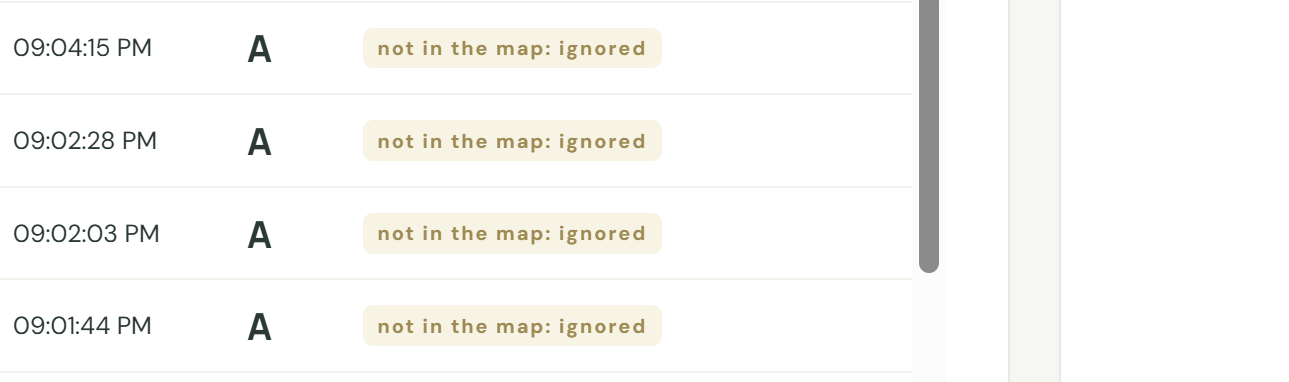 09:04:15 PM A not in the map: ignored
09:02:28 PM A not in the map: ignored
09:02:03 PM A not in the map: ignored
09:01:44 PM A not in the map: ignored